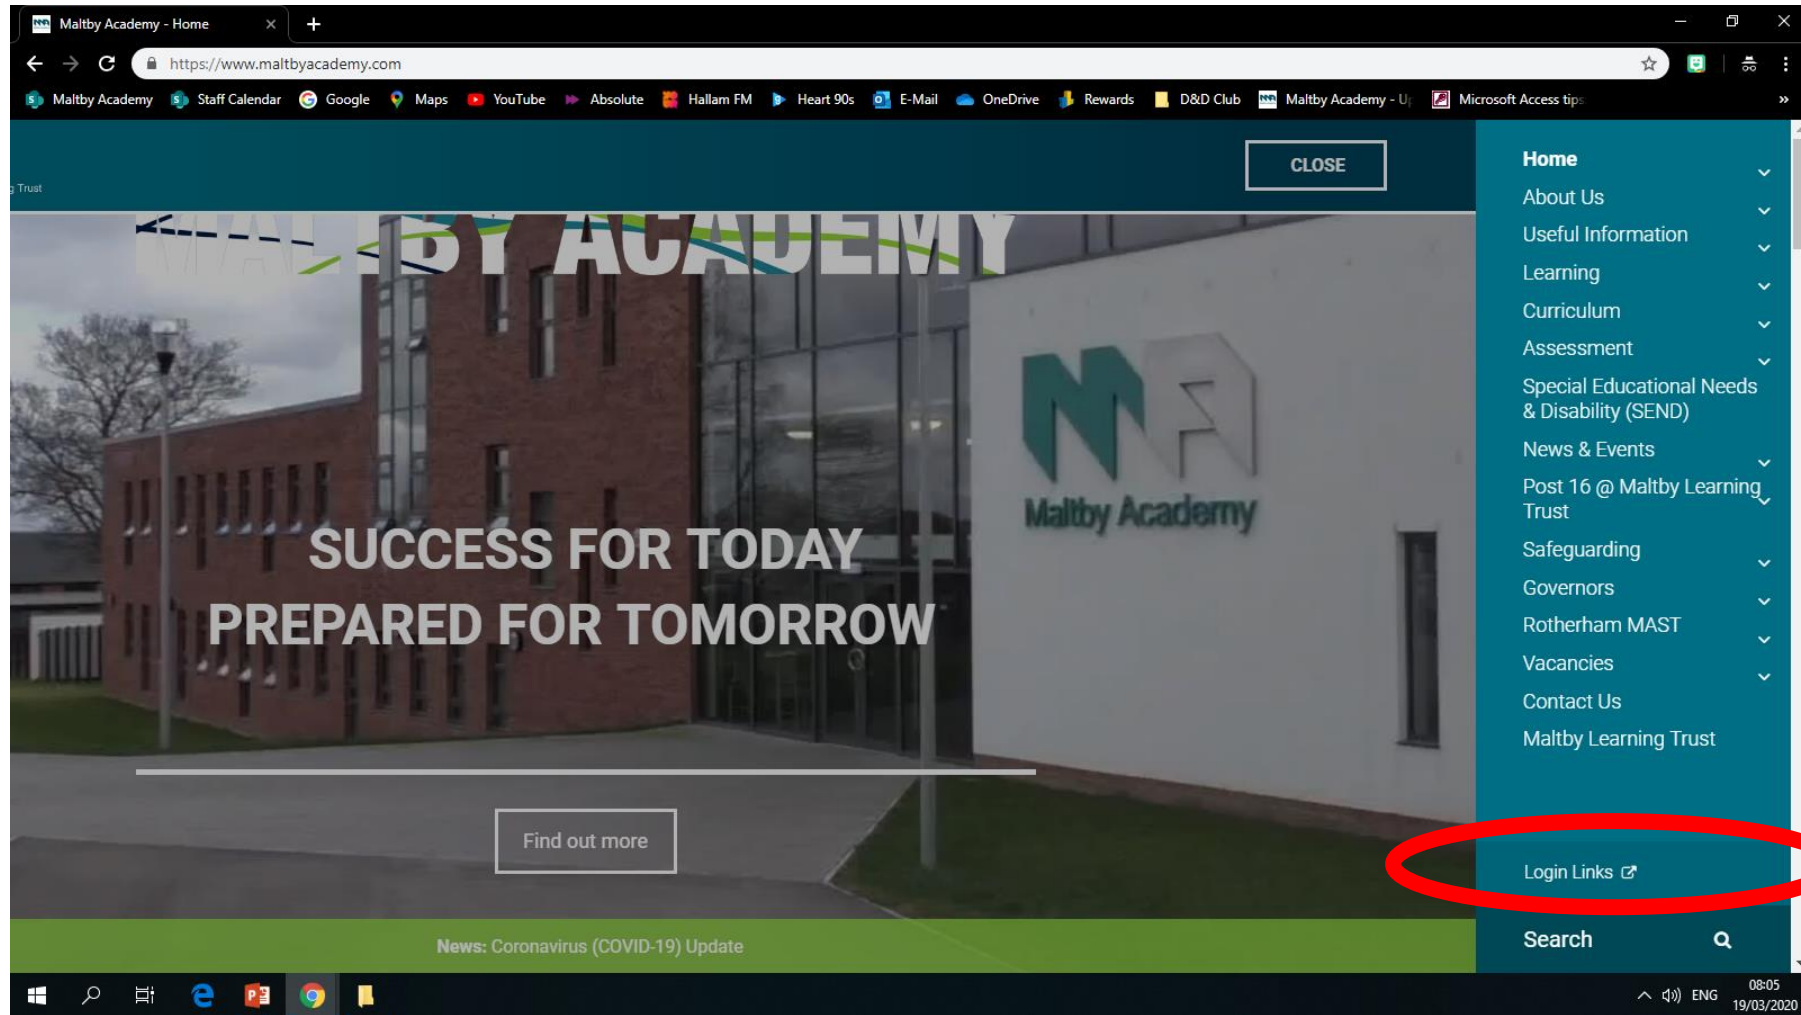 Maltby Academy - Home
https://www.maltbyacademy.com
Maltby Academy Staff Calendar Google Maps YouTube Absolute Hallam FM Heart 90s E-Mail OneDrive Rewards D&D Club Maltby Academy - Up Microsoft Access tips »
g Trust
CLOSE
MALTBY ACADEMY
Maltby Academy
SUCCESS FOR TODAY
PREPARED FOR TOMORROW
Find out more
News: Coronavirus (COVID-19) Update
Home
About Us
Useful Information
Learning
Curriculum
Assessment
Special Educational Needs
& Disability (SEND)
News & Events
Post 16 @ Maltby Learning
Trust
Safeguarding
Governors
Rotherham MAST
Vacancies
Contact Us
Maltby Learning Trust
Login Links
Search
ENG
08:05
19/03/2020